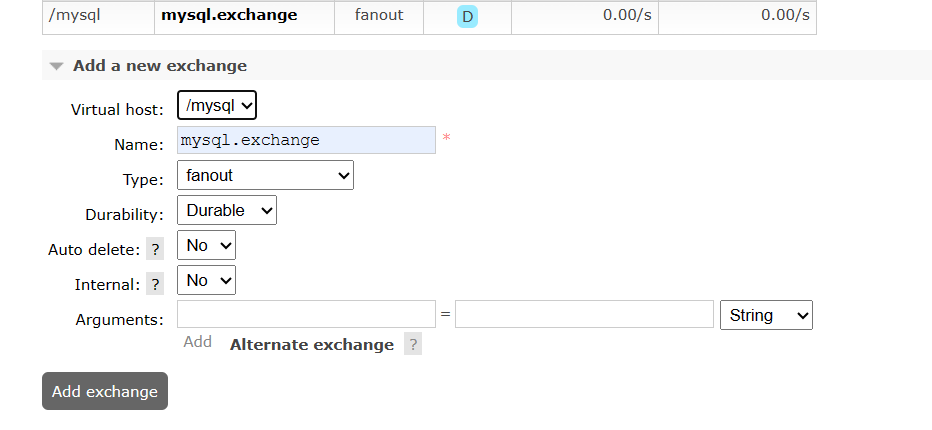 /mysql mysql.exchange fanout D 0.00/s 0.00/s
Add a new exchange
Virtual host: /mysql
Name: mysql.exchange *
Type: fanout
Durability: Durable
Auto delete: ? No
Internal: ? No
Arguments: = String
Add Alternate exchange ?
Add exchange